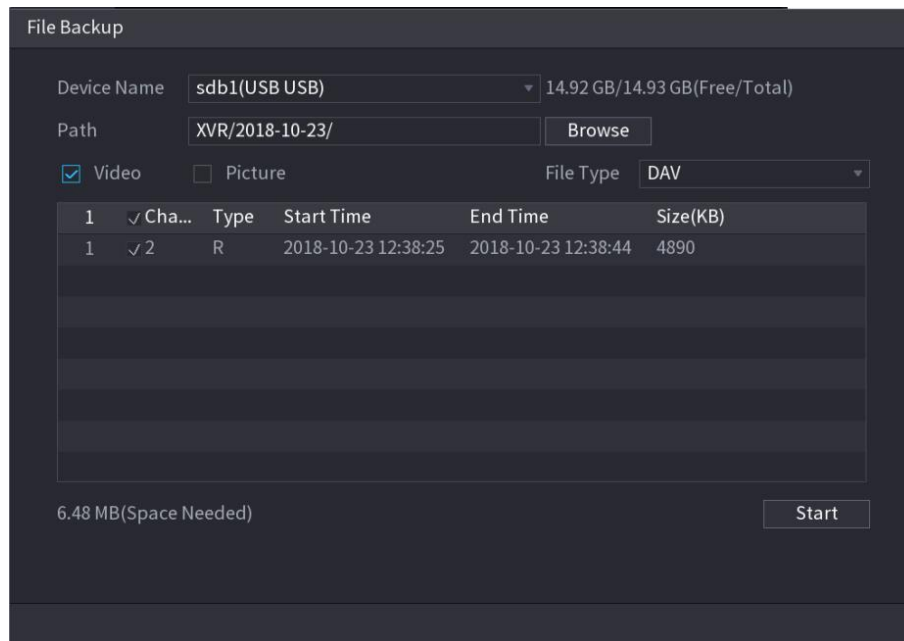 File Backup
Device Name sdb1(USB USB) 14.92 GB/14.93 GB(Free/Total)
Path XVR/2018-10-23/ Browse
Video Picture File Type DAV
1 Cha... Type Start Time End Time Size(KB)
1 2 R 2018-10-23 12:38:25 2018-10-23 12:38:44 4890
6.48 MB(Space Needed) Start